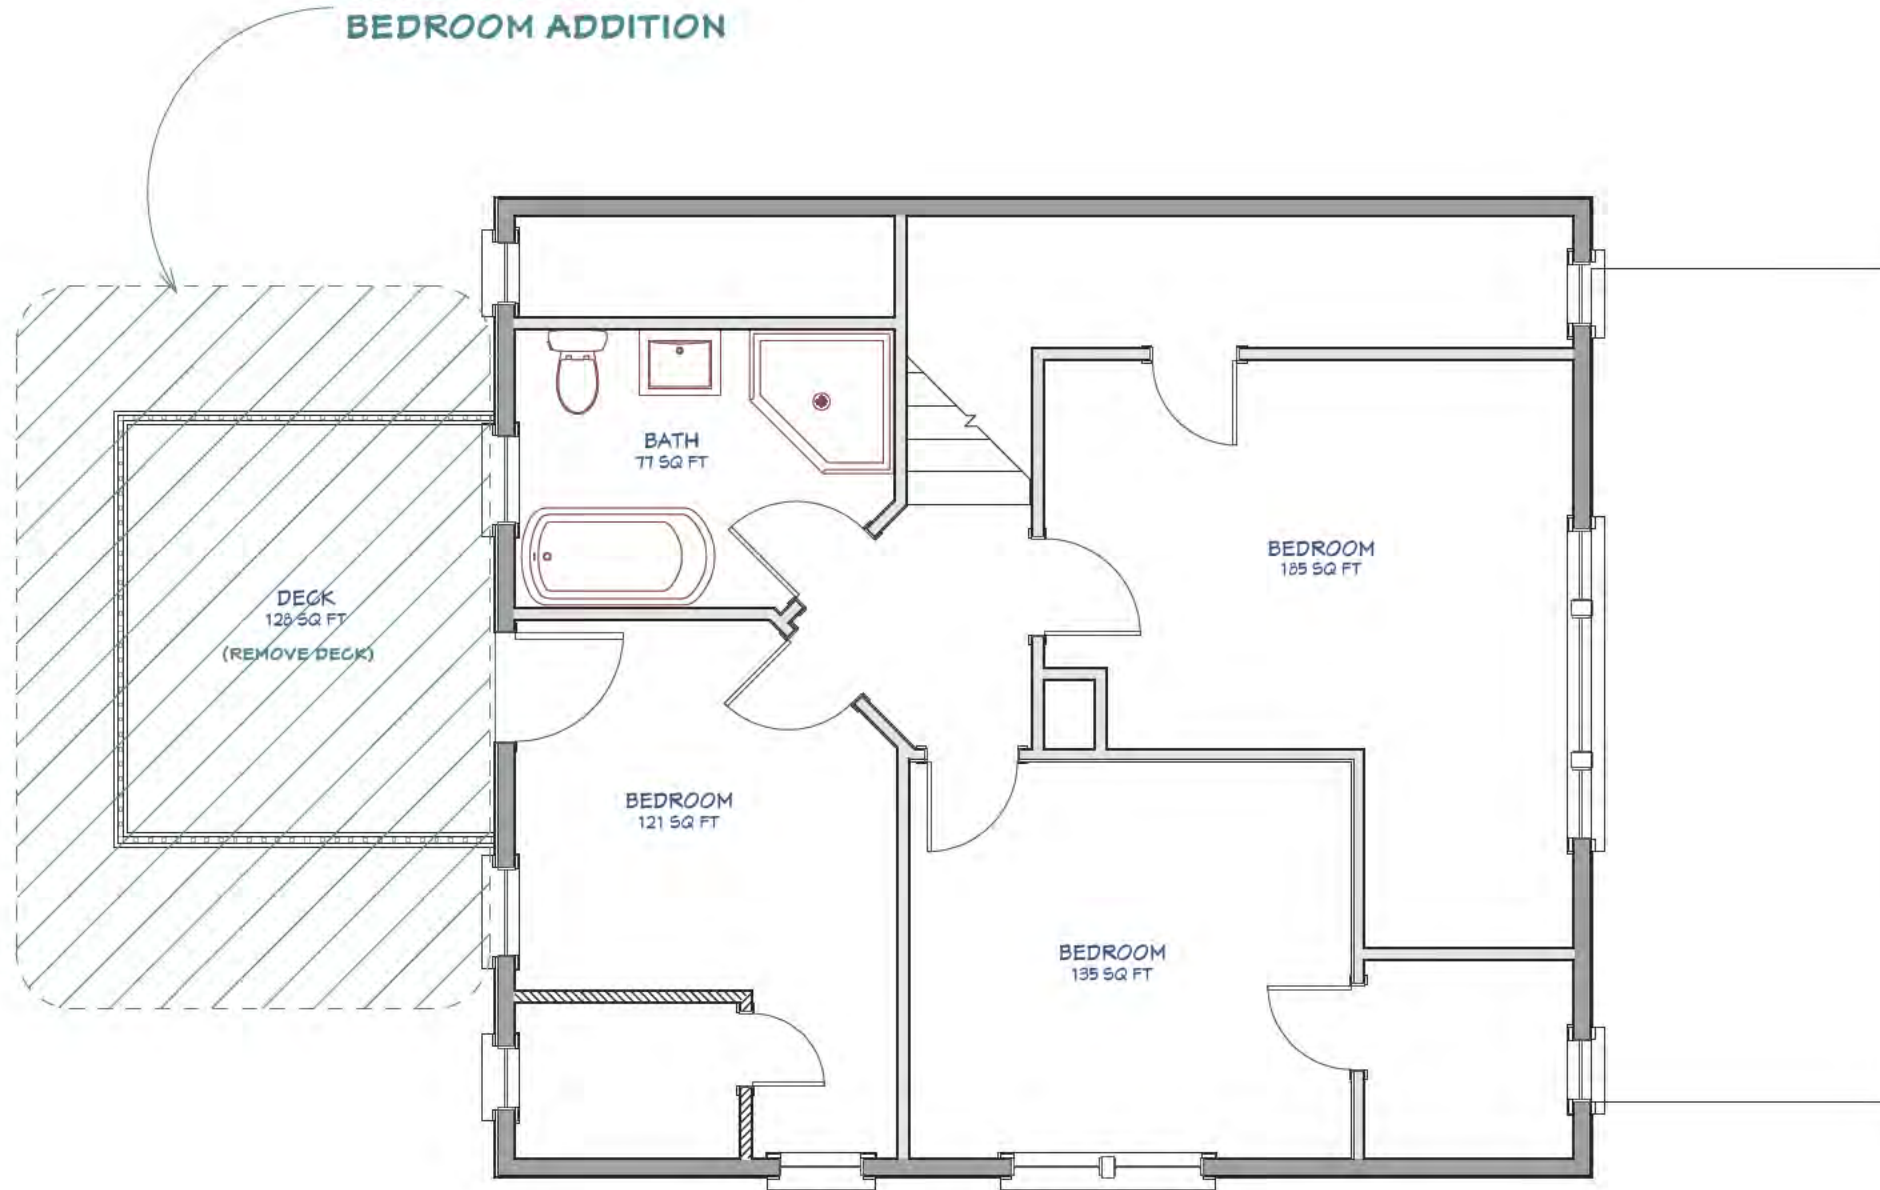 BEDROOM ADDITION
BATH
77 SQ FT
BEDROOM
185 SQ FT
DECK
128 SQ FT
(REMOVE DECK)
BEDROOM
121 SQ FT
BEDROOM
135 SQ FT